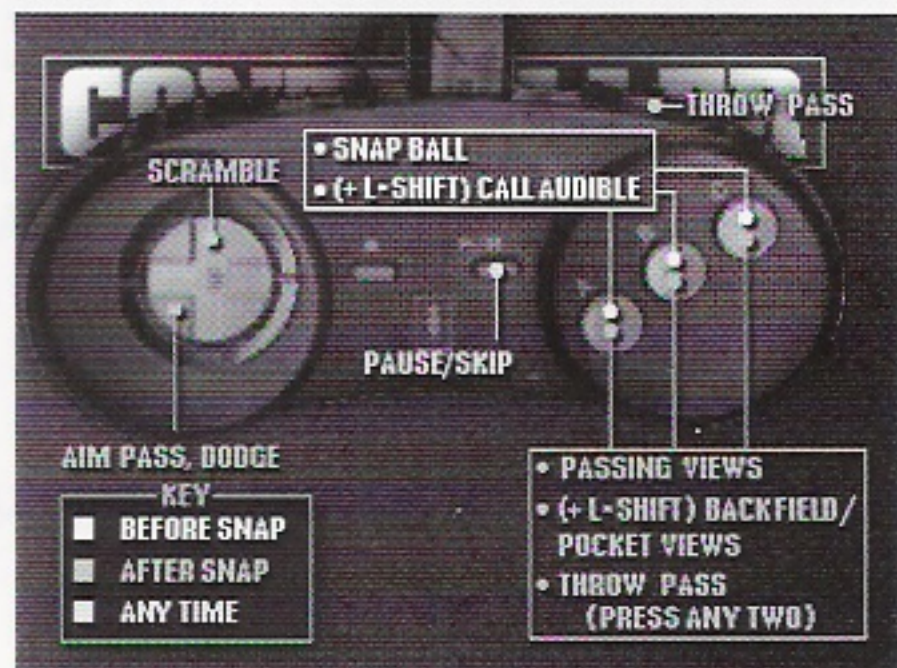 THROW PASS
• SNAP BALL
• (+ L-SHIFT) CALL AUDIBLE
SCRAMBLE
PAUSE/SKIP
AIM PASS, DODGE
KEY
BEFORE SNAP
AFTER SNAP
ANY TIME
• PASSING VIEWS
• (+ L-SHIFT) BACKFIELD/
POCKET VIEWS
• THROW PASS
(PRESS ANY TWO)